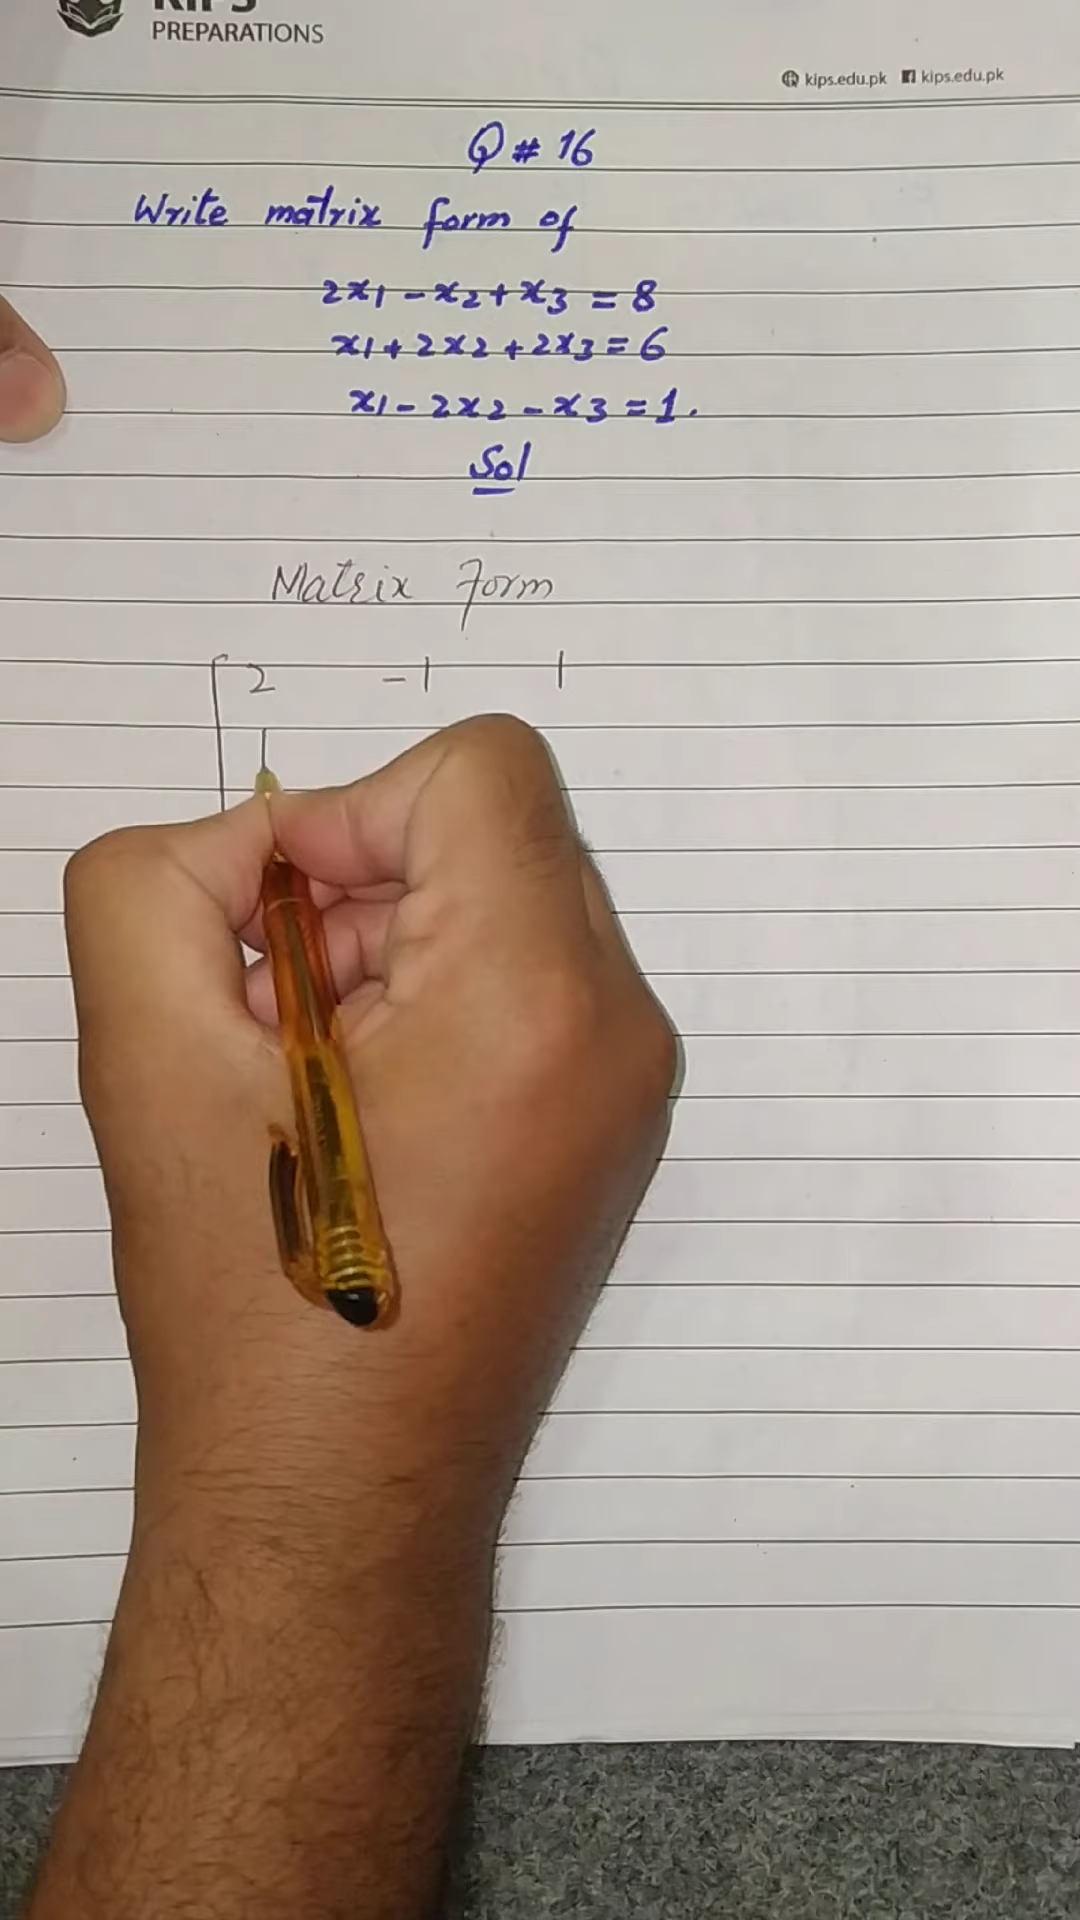 PREPARATIONS
kips.edu.pk kips.edu.pk
Q # 16
Write matrix form of
2x1 - x2 + x3 = 8
x1 + 2x2 + 2x3 = 6
x1 - 2x2 - x3 = 1.
Sol
Matrix Form
2 -1 1
1